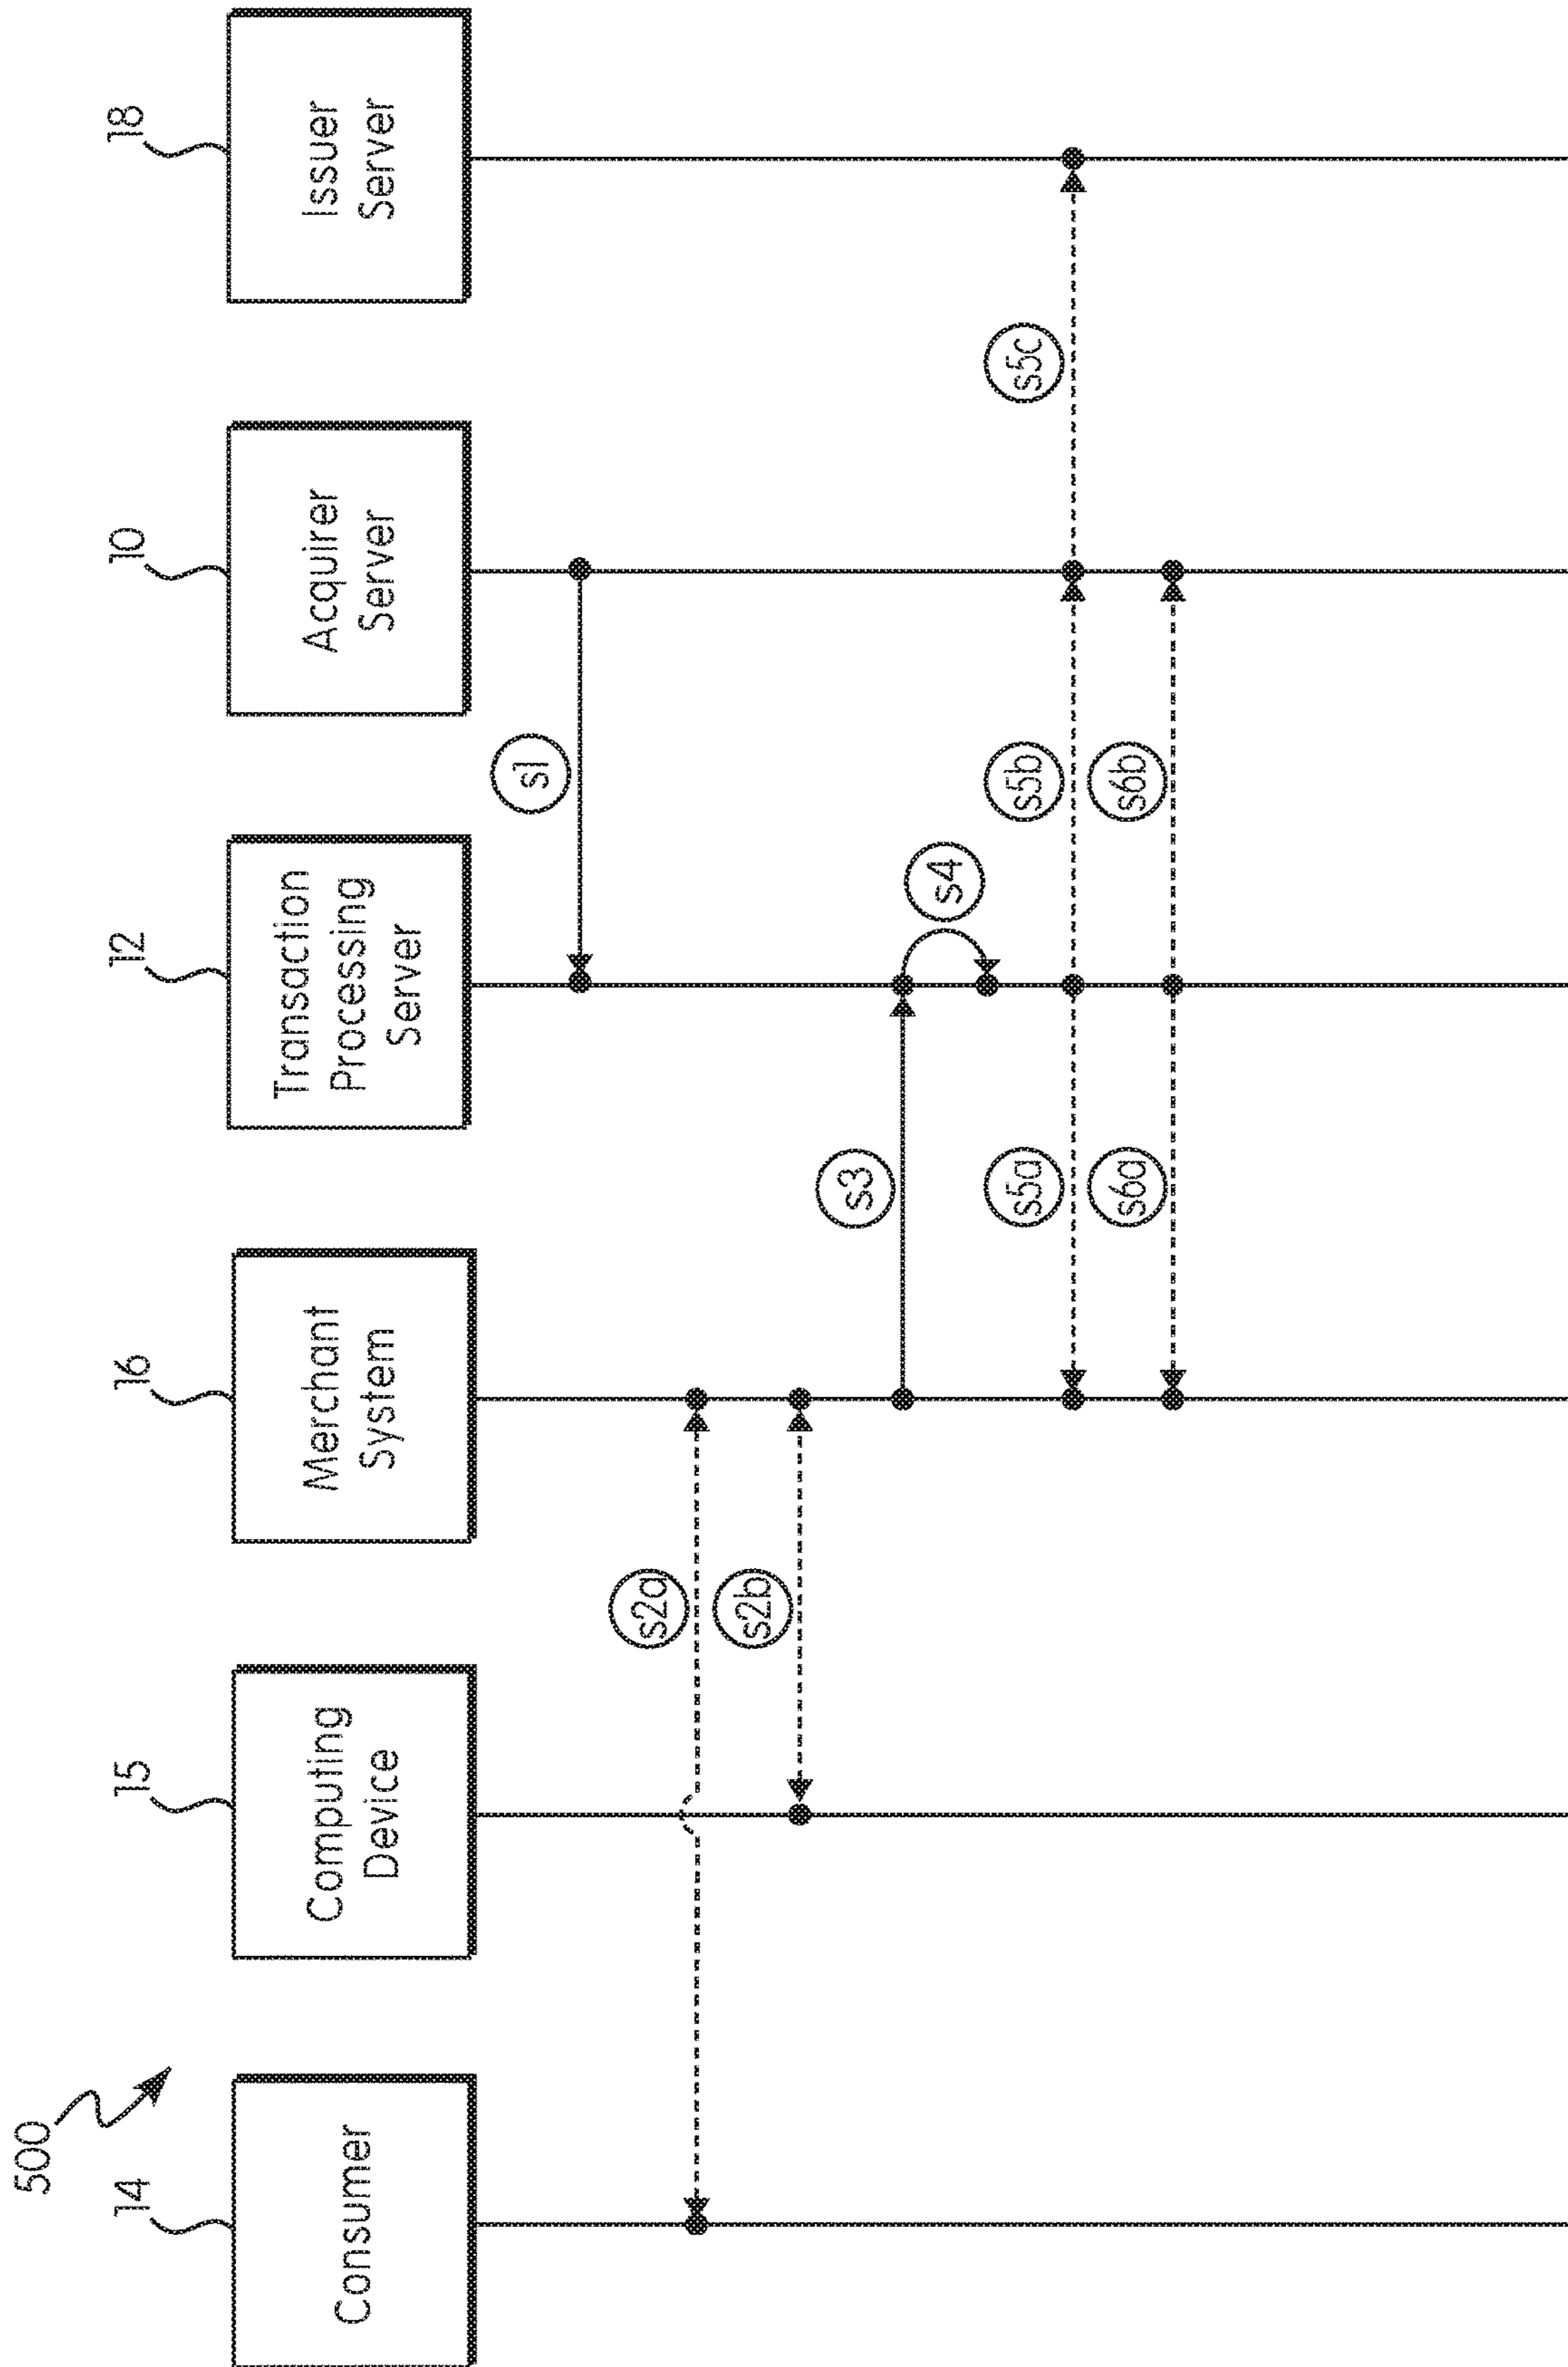 500
14
Consumer
15
Computing
Device
16
Merchant
System
12
Transaction
Processing
Server
10
Acquirer
Server
18
Issuer
Server
s1
s2a
s2b
s3
s4
s5a
s5b
s5c
s6a
s6b